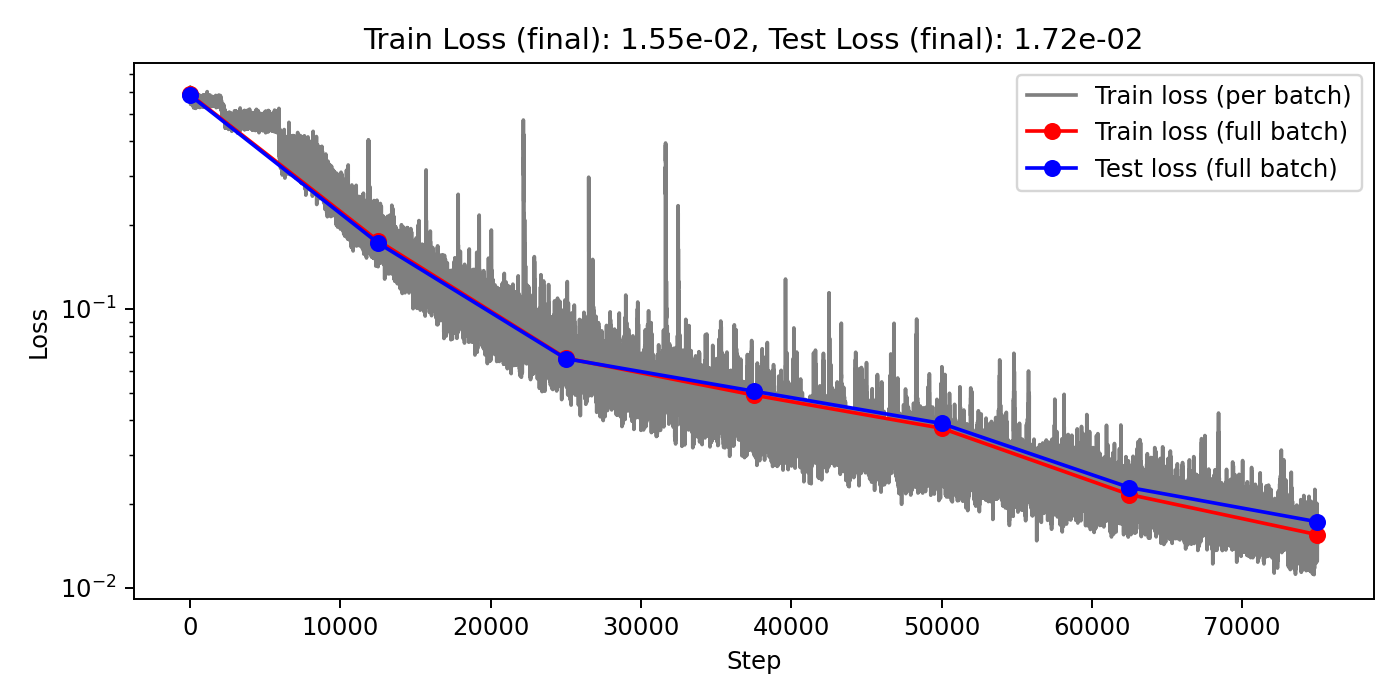 Train Loss (final): 1.55e-02, Test Loss (final): 1.72e-02
Train loss (per batch)
Train loss (full batch)
Test loss (full batch)
Loss
10⁻¹
10⁻²
0 10000 20000 30000 40000 50000 60000 70000
Step